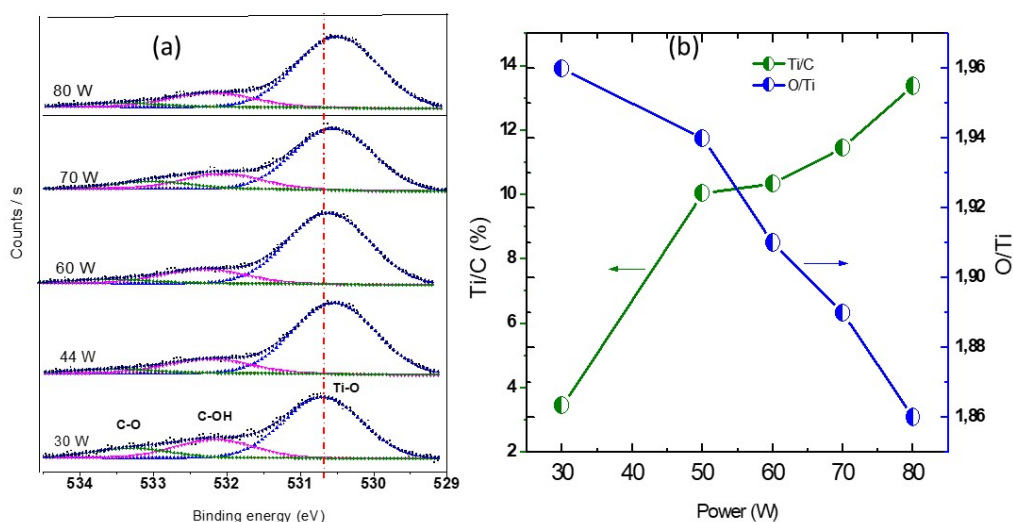 (a)
80 W
70 W
60 W
44 W
30 W
C-O
C-OH
Ti-O
Counts / s
534 533 532 531 530 529
Binding energy (eV)
(b)
Ti/C
O/Ti
14
12
10
8
6
4
2
Ti/C (%)
1,96
1,94
1,92
1,90
1,88
1,86
O/Ti
30 40 50 60 70 80
Power (W)